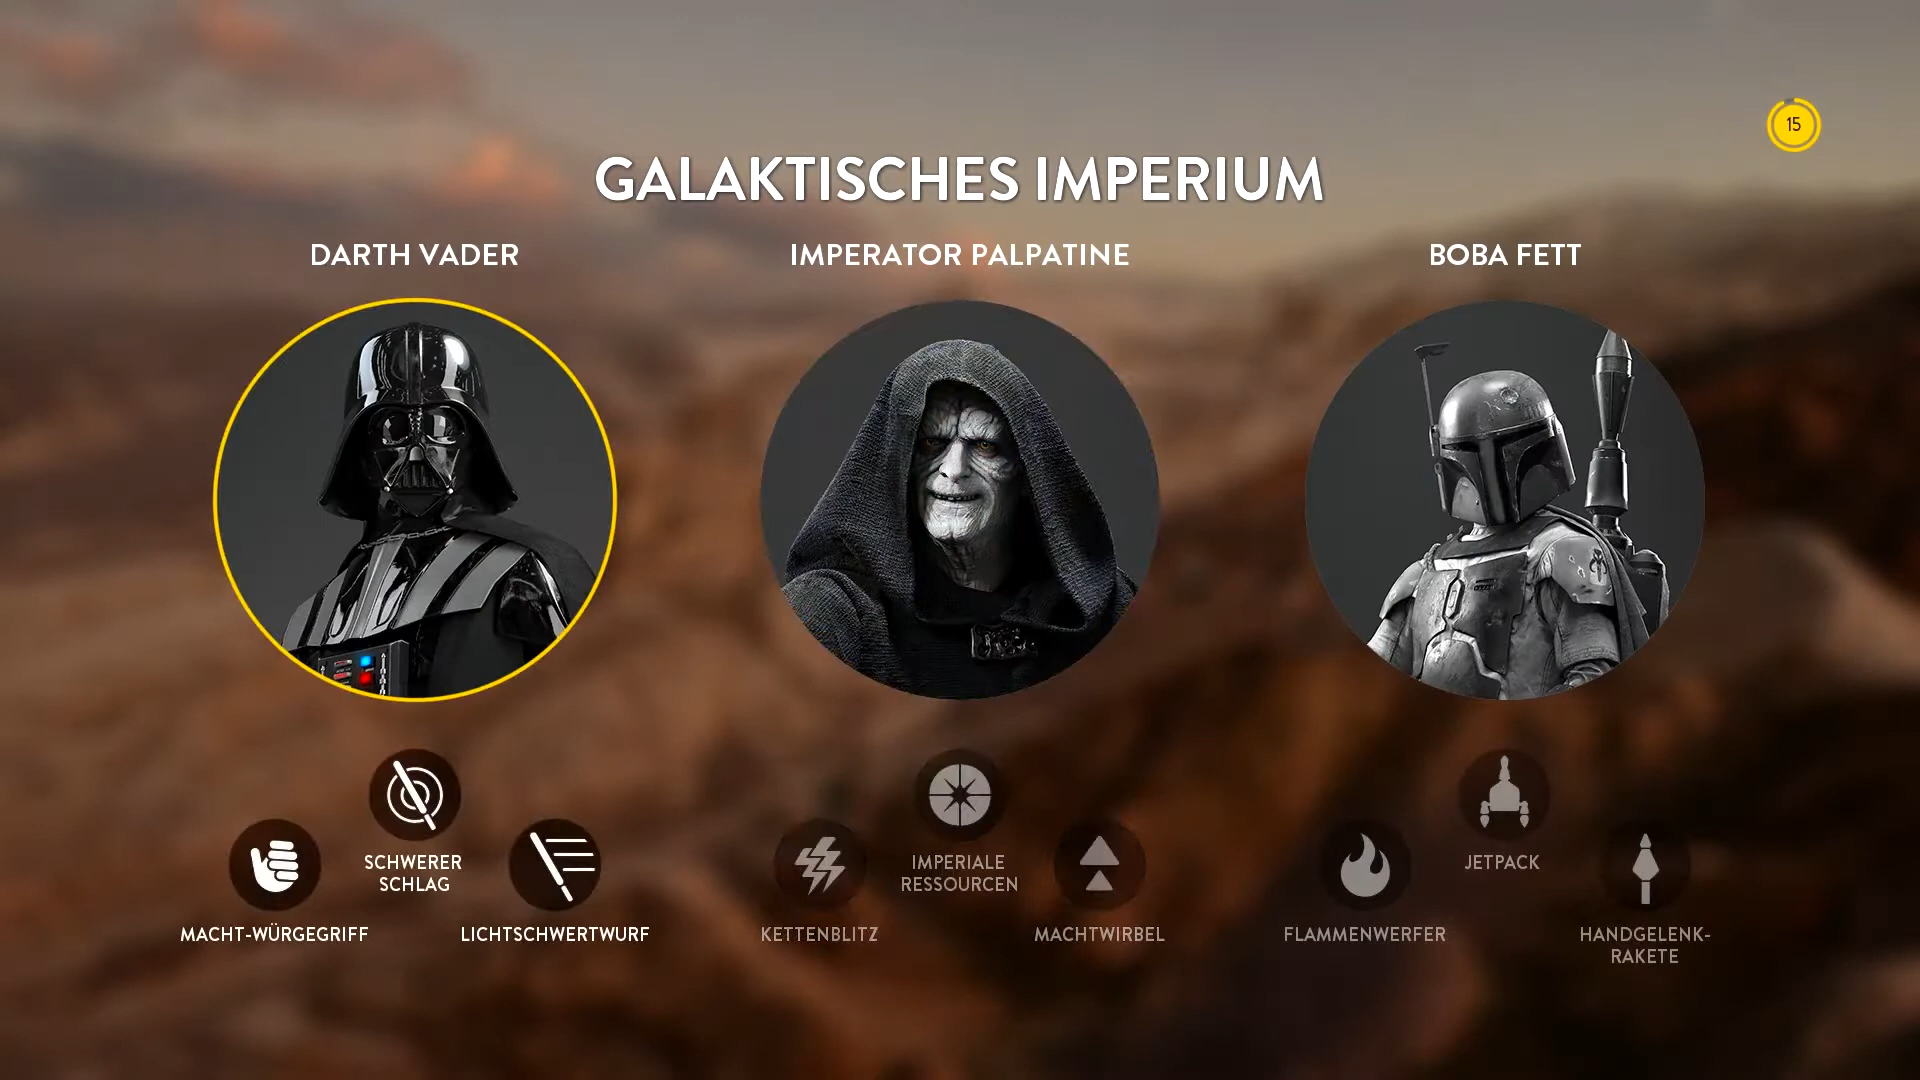 15
GALAKTISCHES IMPERIUM
DARTH VADER
IMPERATOR PALPATINE
BOBA FETT
SCHWERER
SCHLAG
MACHT-WÜRGEGRIFF
LICHTSCHWERTWURF
IMPERIALE
RESSOURCEN
KETTENBLITZ
MACHTWIRBEL
JETPACK
FLAMMENWERFER
HANDGELENK-
RAKETE